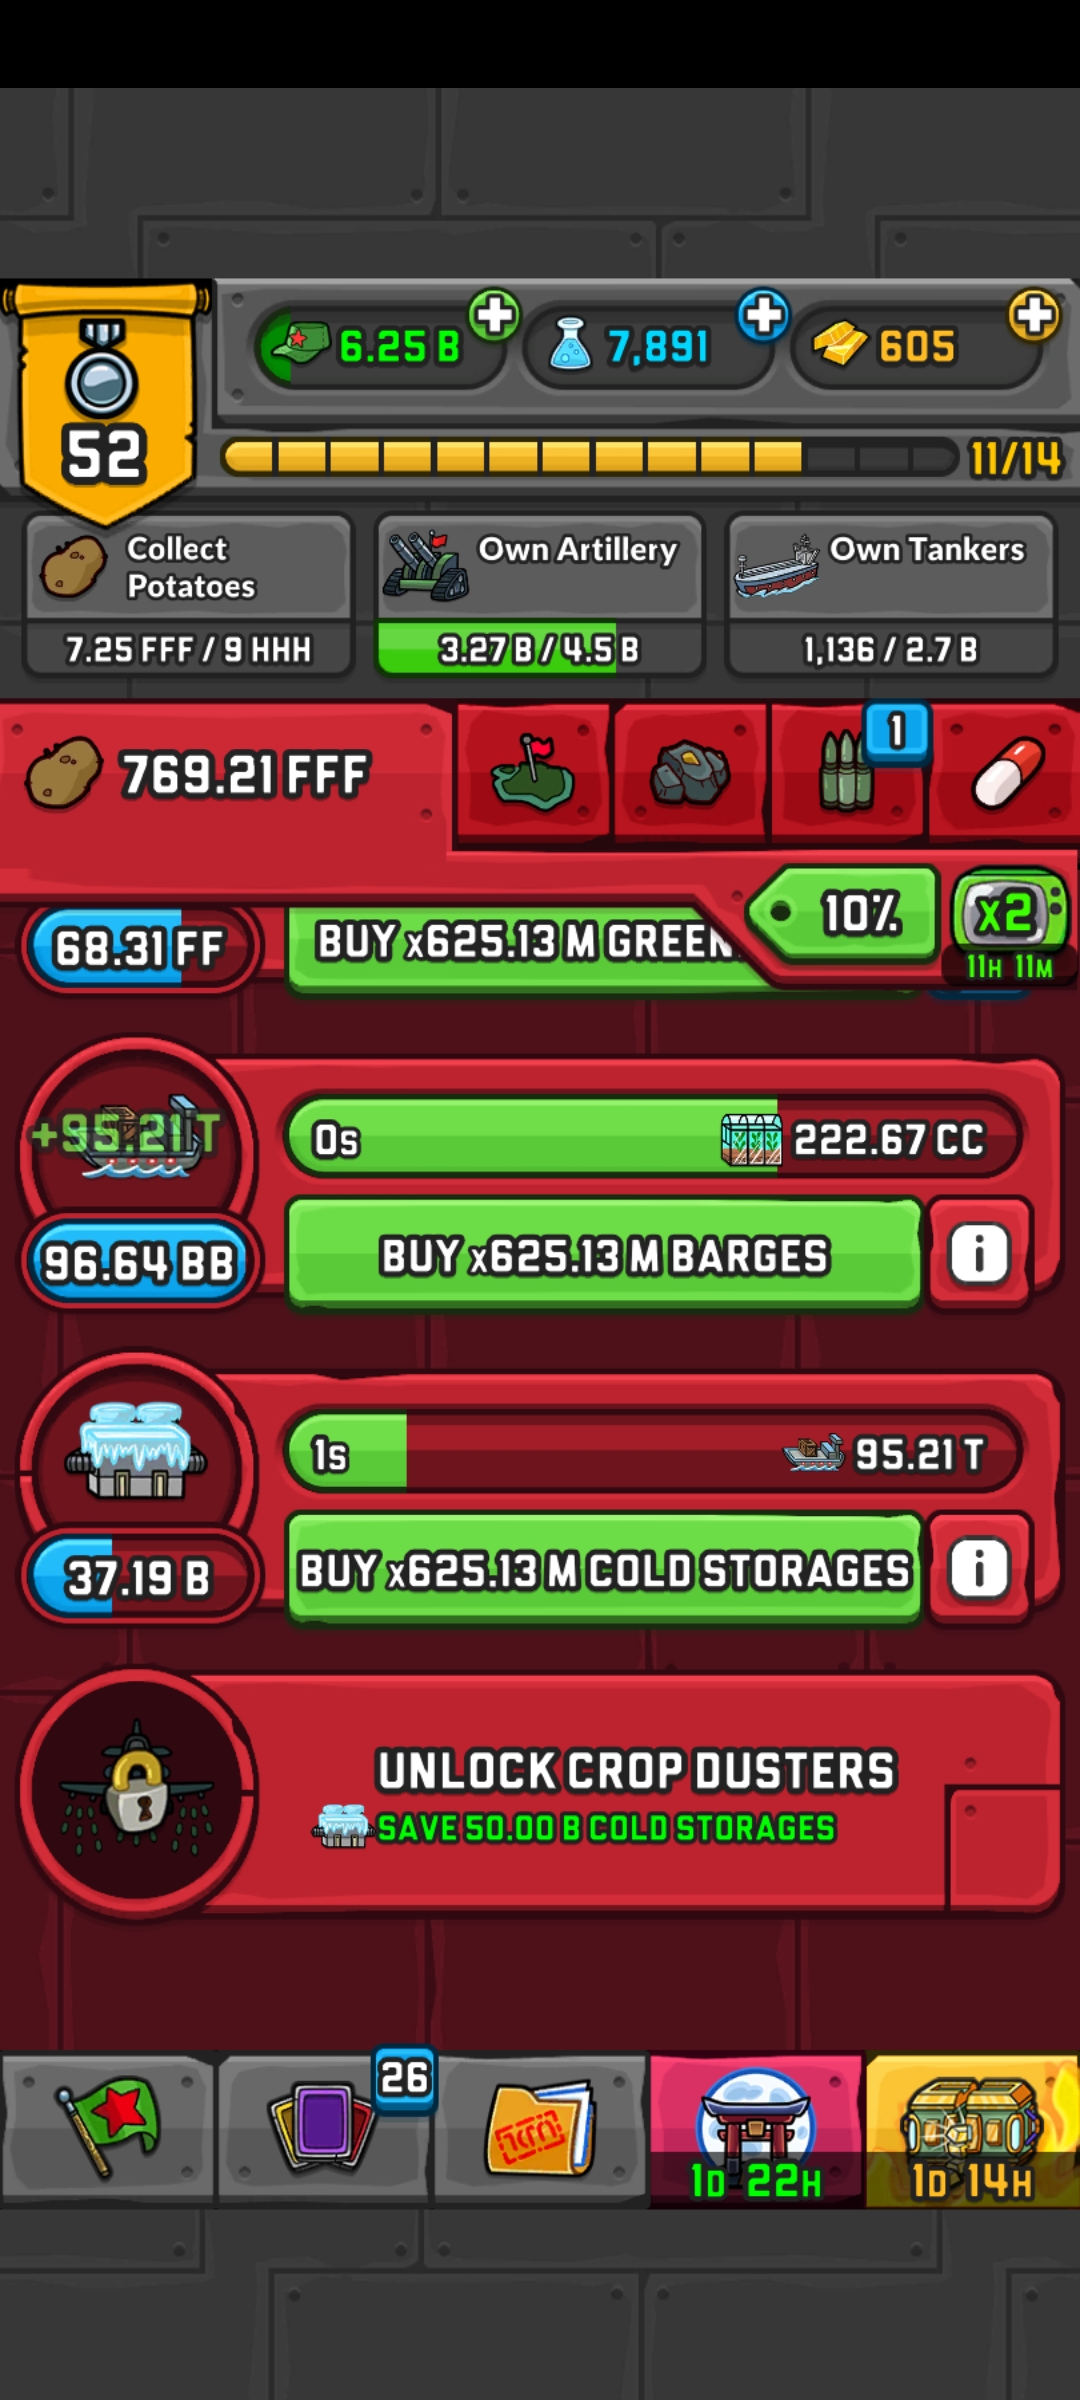 6.25 B
7,891
605
52
11/14
Collect
Potatoes
Own Artillery
Own Tankers
7.25 FFF / 9 HHH
3.27 B / 4.5 B
1,136 / 2.7 B
769.21 FFF
1
10%
x2
11H 11M
68.31 FF
BUY x625.13 M GREEN
+95.21 T
0s
222.67 CC
96.64 BB
BUY x625.13 M BARGES
i
1s
95.21 T
37.19 B
BUY x625.13 M COLD STORAGES
i
UNLOCK CROP DUSTERS
SAVE 50.00 B COLD STORAGES
26
1D 22H
1D 14H